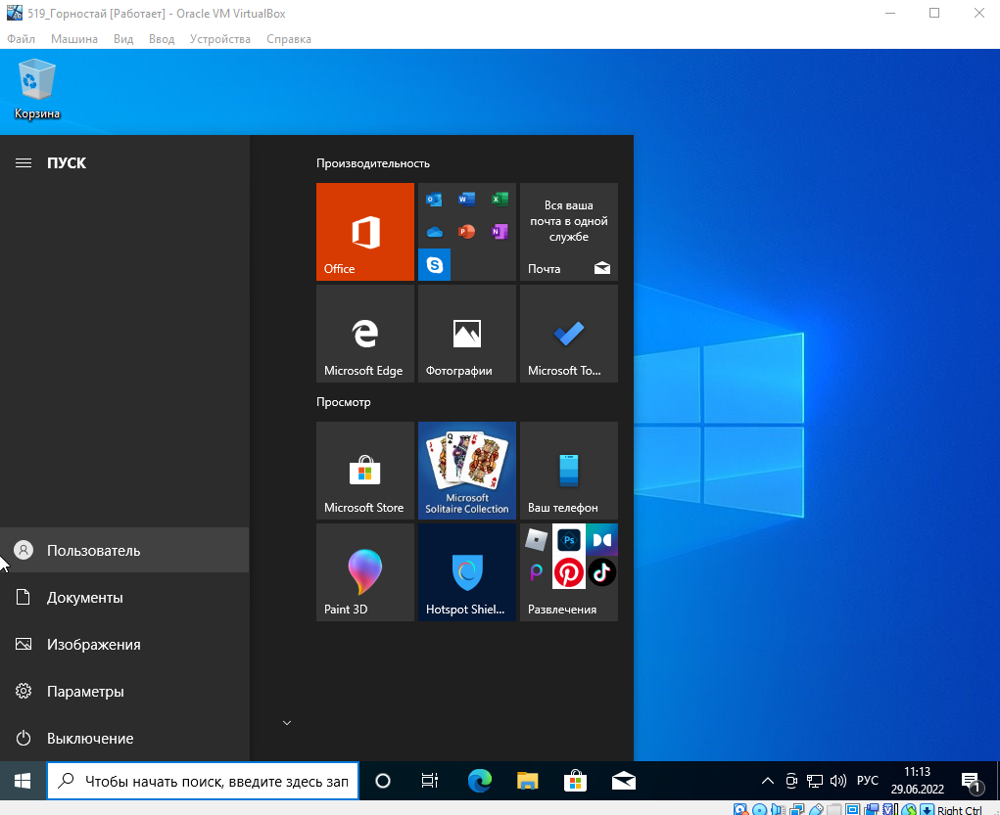 519_Горностай [Работает] - Oracle VM VirtualBox
Файл Машина Вид Ввод Устройства Справка
Корзина
ПУСК
Производительность
Office
Вся ваша
почта в одной
службе
Почта
Microsoft Edge
Фотографии
Microsoft To...
Просмотр
Microsoft Store
Microsoft
Solitaire Collection
Ваш телефон
Paint 3D
Hotspot Shiel...
Ps
Развлечения
Пользователь
Документы
Изображения
Параметры
Выключение
Чтобы начать поиск, введите здесь зап
РУС
11:13
29.06.2022
1
Right Ctrl